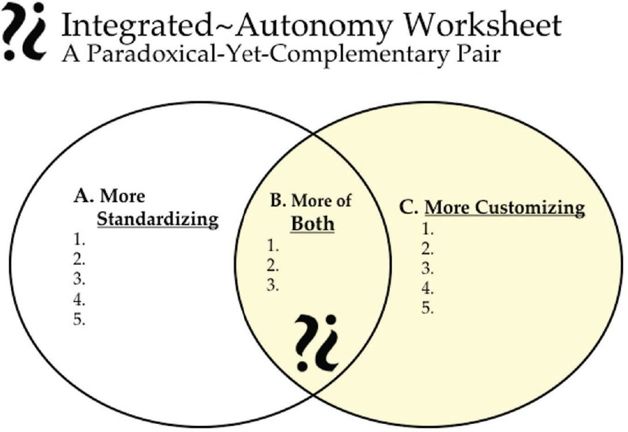 Integrated~Autonomy Worksheet
A Paradoxical-Yet-Complementary Pair
A. More
Standardizing
1.
2.
3.
4.
5.
B. More of
Both
1.
2.
3.
?¿
C. More Customizing
1.
2.
3.
4.
5.